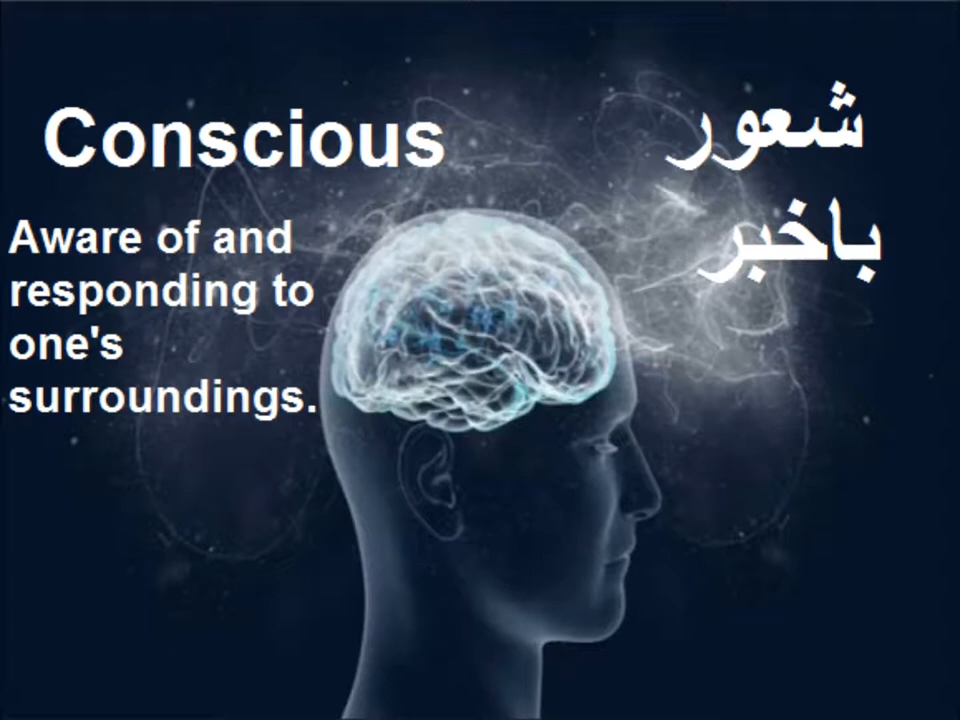 Conscious
شعور
باخبر
Aware of and
responding to
one's
surroundings.